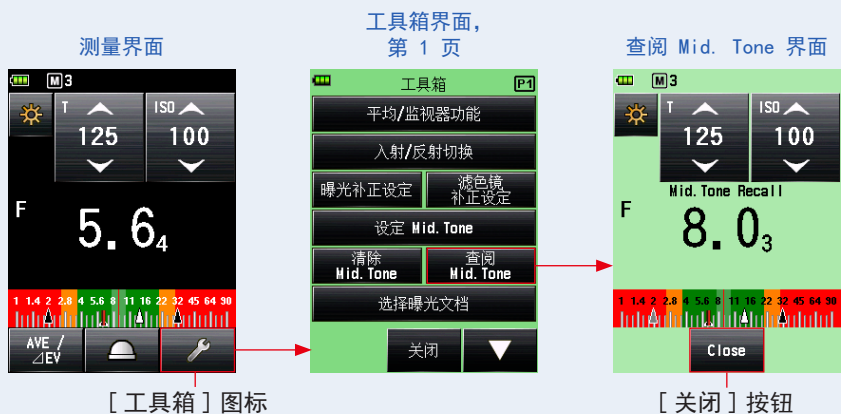 测量界面
M3
T
125
ISO
100
F
5.6₄
1 1.4 2 2.8 4 5.6 8 11 16 22 32 45 64 90
AVE /
⊿EV
[ 工具箱 ] 图标
工具箱界面，
第 1 页
工具箱
P1
平均/监视器功能
入射/反射切换
曝光补正设定
滤色镜
补正设定
设定 Mid. Tone
清除
Mid. Tone
查阅
Mid. Tone
选择曝光文档
关闭
查阅 Mid. Tone 界面
M3
T
125
ISO
100
Mid. Tone Recall
F
8.0₃
1 1.4 2 2.8 4 5.6 8 11 16 22 32 45 64 90
Close
[ 关闭 ] 按钮